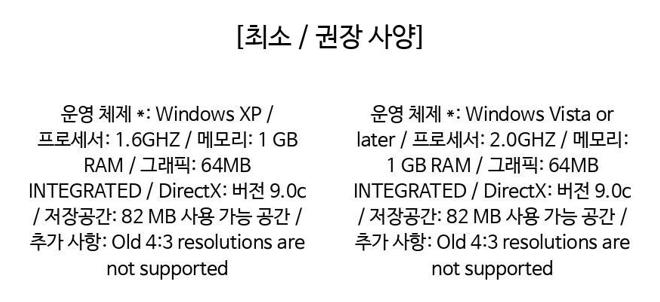 [최소 / 권장 사양]
운영 체제 *: Windows XP /
프로세서: 1.6GHZ / 메모리: 1 GB
RAM / 그래픽: 64MB
INTEGRATED / DirectX: 버전 9.0c
/ 저장공간: 82 MB 사용 가능 공간 /
추가 사항: Old 4:3 resolutions are
not supported
운영 체제 *: Windows Vista or
later / 프로세서: 2.0GHZ / 메모리:
1 GB RAM / 그래픽: 64MB
INTEGRATED / DirectX: 버전 9.0c
/ 저장공간: 82 MB 사용 가능 공간 /
추가 사항: Old 4:3 resolutions are
not supported